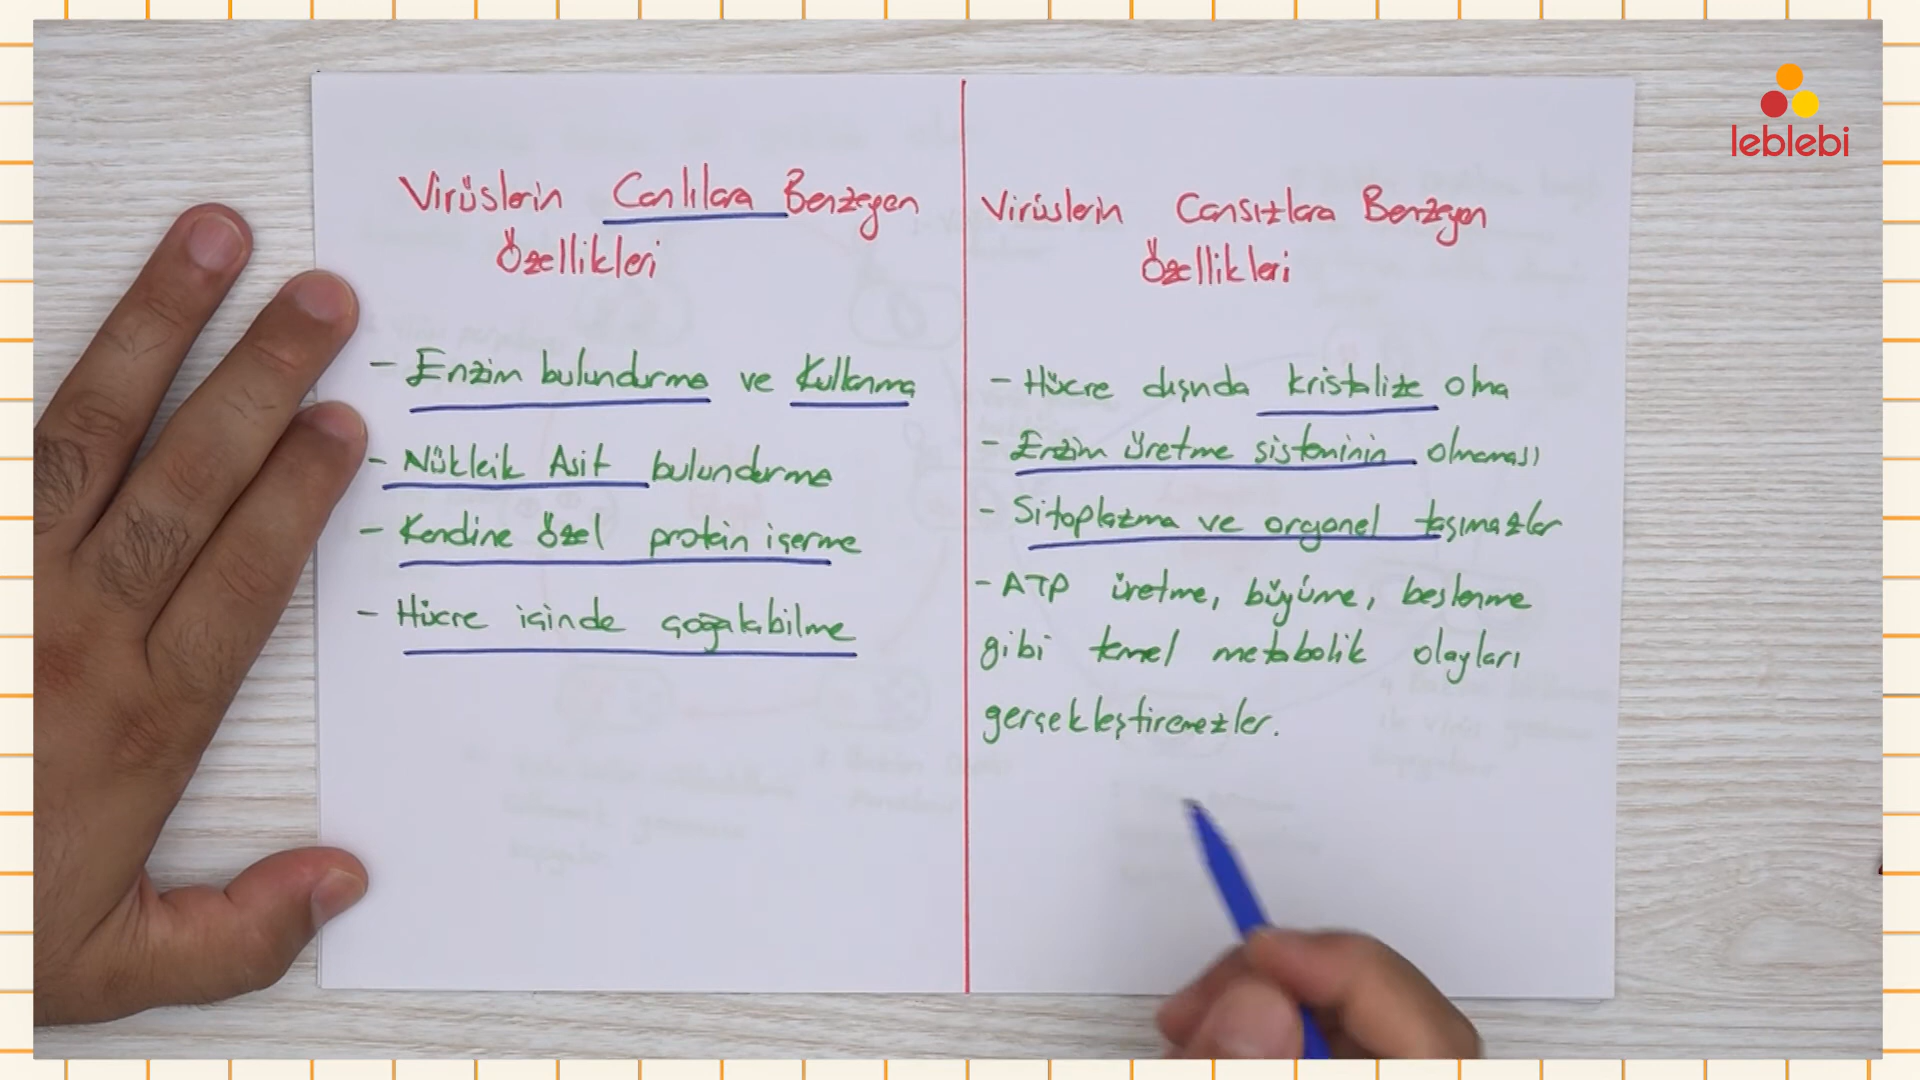 Virüslerin Canlılara Benzeyen
Özellikleri
- Enzim bulundurma ve Kullanma
- Nükleik Asit bulundurma
- Kendine özel protein içerme
- Hücre içinde çoğalabilme
Virüslerin Cansızlara Benzeyen
Özellikleri
- Hücre dışında kristalize olma
- Enzim üretme sisteminin olmaması
- Sitoplazma ve organel taşımazlar
- ATP üretme, büyüme, beslenme
gibi temel metabolik olayları
gerçekleştiremezler.
leblebi